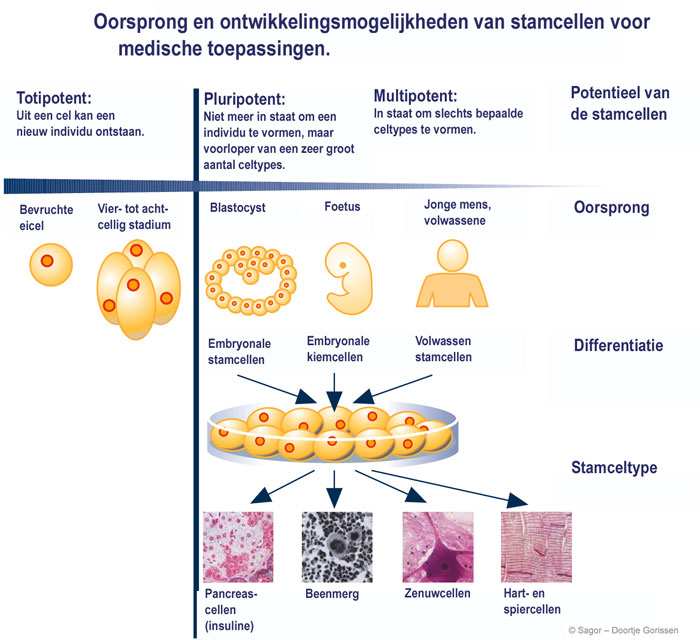 Oorsprong en ontwikkelingsmogelijkheden van stamcellen voor
medische toepassingen.
Totipotent:
Uit een cel kan een
nieuw individu ontstaan.
Pluripotent:
Niet meer in staat om een
individu te vormen, maar
voorloper van een zeer groot
aantal celtypes.
Multipotent:
In staat om slechts bepaalde
celtypes te vormen.
Potentieel van
de stamcellen
Bevruchte
eicel
Vier- tot acht-
cellig stadium
Blastocyst
Foetus
Jonge mens,
volwassene
Oorsprong
Embryonale
stamcellen
Embryonale
kiemcellen
Volwassen
stamcellen
Differentiatie
Stamceltype
Pancreas-
cellen
(insuline)
Beenmerg
Zenuwcellen
Hart- en
spiercellen
© Sagor – Doortje Gorissen